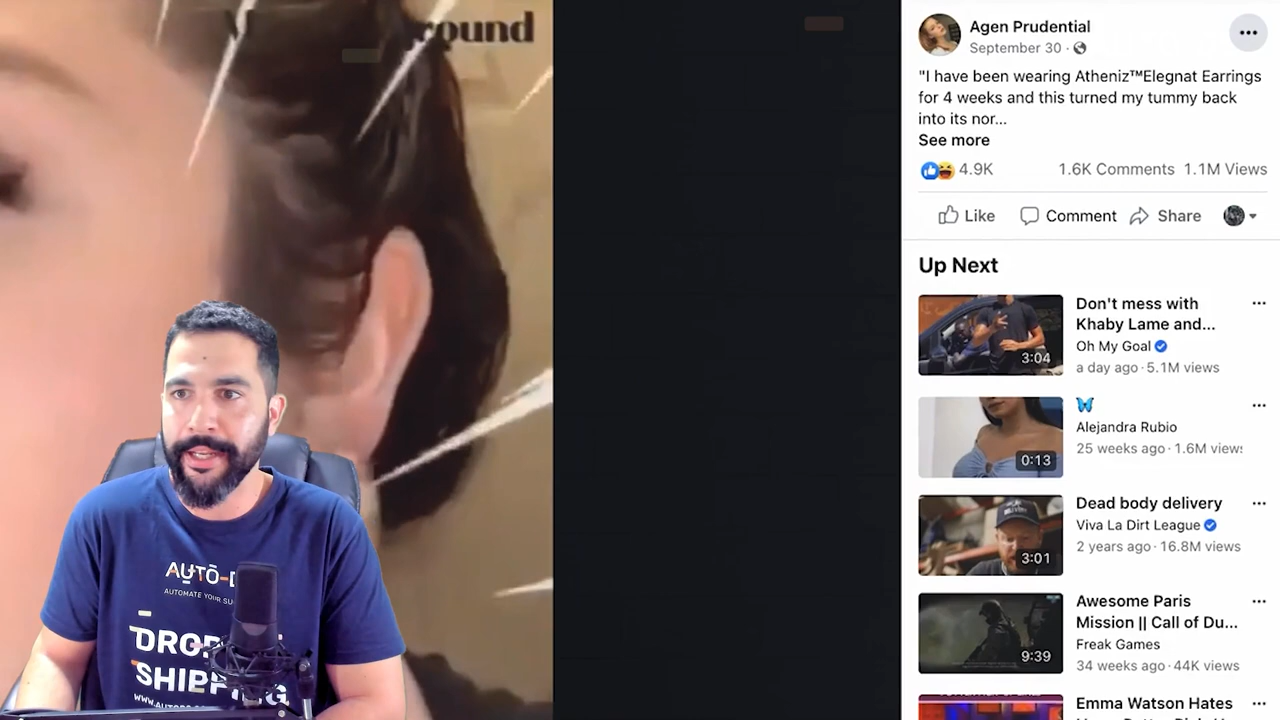 round
Agen Prudential
September 30 ·
"I have been wearing Atheniz™Elegnat Earrings
for 4 weeks and this turned my tummy back
into its nor...
See more
4.9K
1.6K Comments 1.1M Views
Like
Comment
Share
Up Next
Don't mess with
Khaby Lame and...
Oh My Goal
a day ago · 5.1M views
3:04
Alejandra Rubio
25 weeks ago · 1.6M views
0:13
Dead body delivery
Viva La Dirt League
2 years ago · 16.8M views
3:01
Awesome Paris
Mission || Call of Du...
Freak Games
34 weeks ago · 44K views
9:39
Emma Watson Hates
AUTO-D
AUTOMATE YOUR SU
DROP
SHIPPING